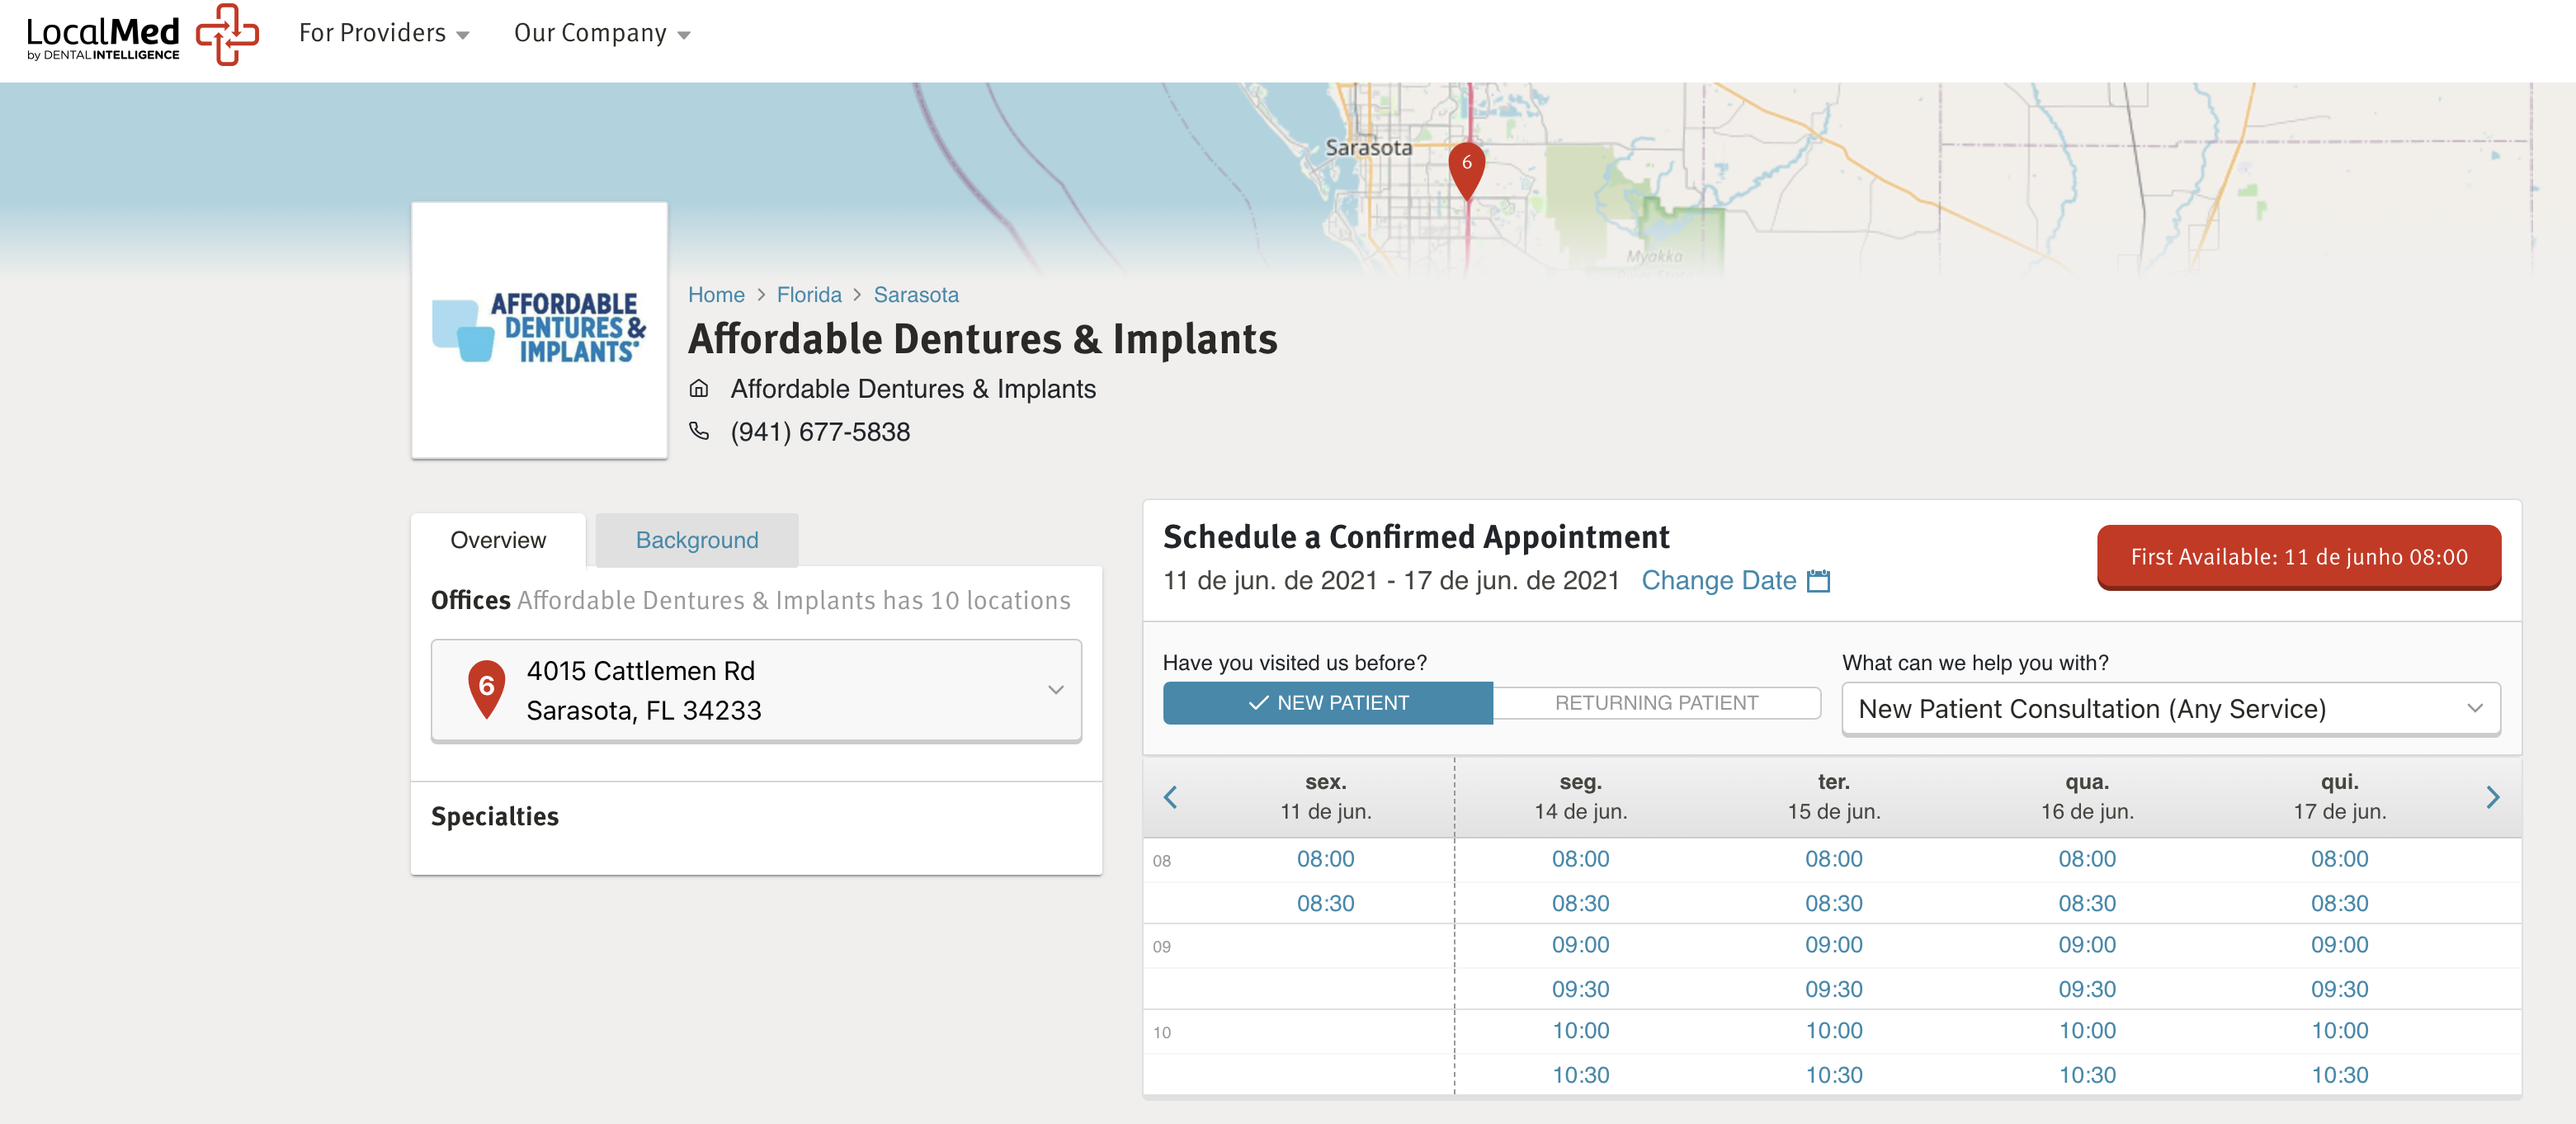 LocalMed
by DENTALINTELLIGENCE
For Providers
Our Company
Sarasota
6
Myakka
AFFORDABLE
DENTURES &
IMPLANTS
Home > Florida > Sarasota
Affordable Dentures & Implants
Affordable Dentures & Implants
(941) 677-5838
Overview
Background
Offices Affordable Dentures & Implants has 10 locations
6
4015 Cattlemen Rd
Sarasota, FL 34233
Specialties
Schedule a Confirmed Appointment
11 de jun. de 2021 - 17 de jun. de 2021 Change Date
First Available: 11 de junho 08:00
Have you visited us before?
NEW PATIENT
RETURNING PATIENT
What can we help you with?
New Patient Consultation (Any Service)
sex. seg. ter. qua. qui.
11 de jun. 14 de jun. 15 de jun. 16 de jun. 17 de jun.
08 08:00 08:00 08:00 08:00 08:00
08:30 08:30 08:30 08:30 08:30
09 09:00 09:00 09:00 09:00
09:30 09:30 09:30 09:30
10 10:00 10:00 10:00 10:00
10:30 10:30 10:30 10:30